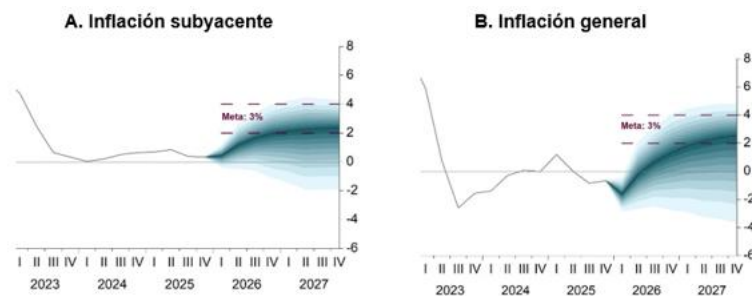 A. Inflación subyacente
8
6
4
Meta: 3%
2
0
-2
-4
-6
I II III IV I II III IV I II III IV I II III IV I II III IV
2023 2024 2025 2026 2027
B. Inflación general
8
6
4
Meta: 3%
2
0
-2
-4
-6
I II III IV I II III IV I II III IV I II III IV I II III IV
2023 2024 2025 2026 2027